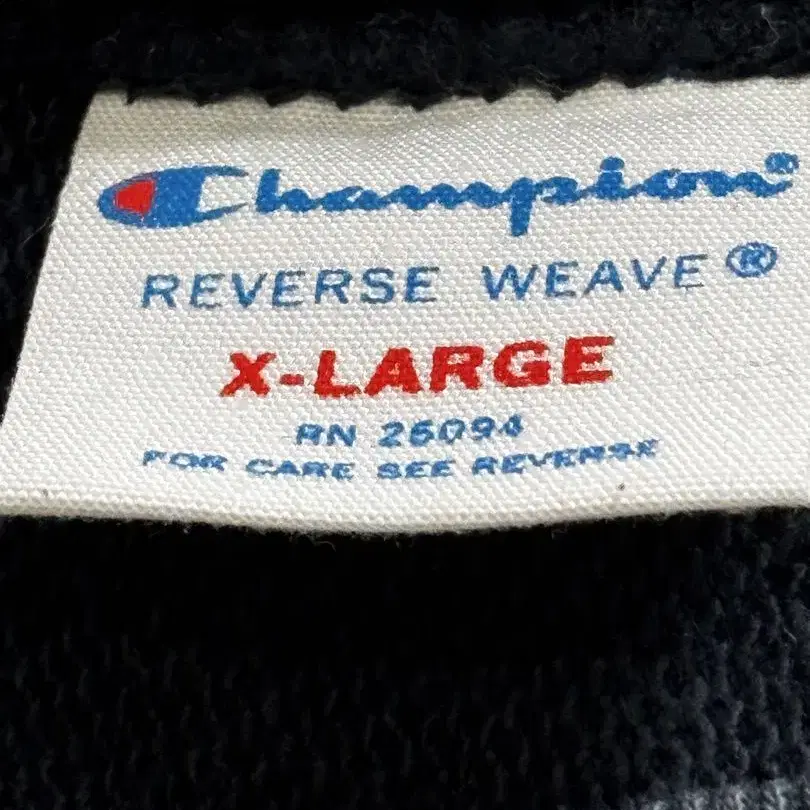 Champion®
REVERSE WEAVE®
X-LARGE
RN 26094
FOR CARE SEE REVERSE